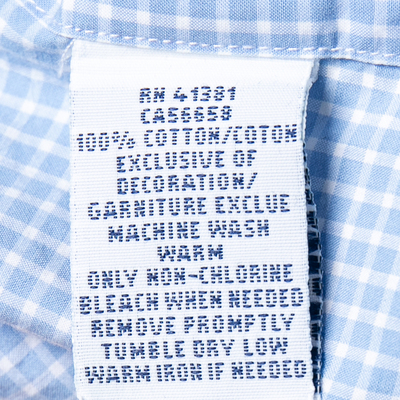 RN 41381
CA56658
100% COTTON/COTON
EXCLUSIVE OF
DECORATION/
GARNITURE EXCLUE
MACHINE WASH
WARM
ONLY NON-CHLORINE
BLEACH WHEN NEEDED
REMOVE PROMPTLY
TUMBLE DRY LOW
WARM IRON IF NEEDED